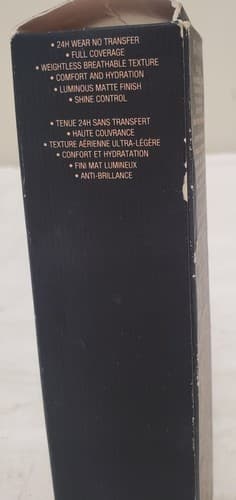 • 24H WEAR NO TRANSFER
• FULL COVERAGE
• WEIGHTLESS BREATHABLE TEXTURE
• COMFORT AND HYDRATION
• LUMINOUS MATTE FINISH
• SHINE CONTROL
• TENUE 24H SANS TRANSFERT
• HAUTE COUVRANCE
• TEXTURE AÉRIENNE ULTRA-LÉGÈRE
• CONFORT ET HYDRATATION
• FINI MAT LUMINEUX
• ANTI-BRILLANCE